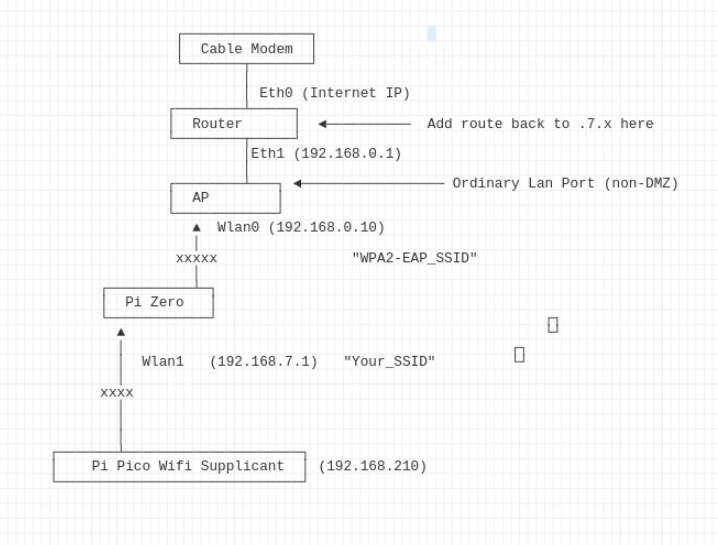 Cable Modem
Eth0 (Internet IP)
Router
Add route back to .7.x here
Eth1 (192.168.0.1)
Ordinary Lan Port (non-DMZ)
AP
Wlan0 (192.168.0.10)
xxxxx
"WPA2-EAP_SSID"
Pi Zero
Wlan1 (192.168.7.1) "Your_SSID"
xxxx
Pi Pico Wifi Supplicant (192.168.210)